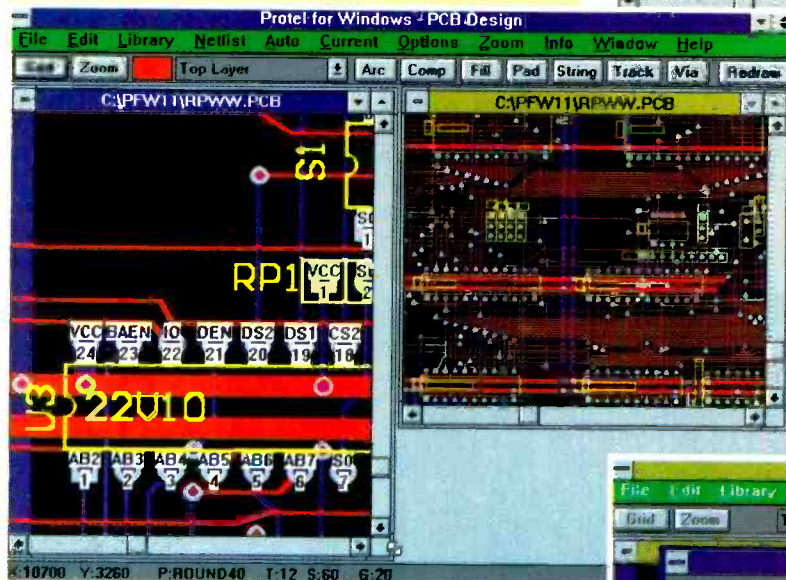 Protel for Windows - PCB Design
File Edit Library Netlist Auto Current Options Zoom Info Window Help
Zoom Top Layer Arc Comp Fill Pad String Track Via Redraw
C:\PFW11\RPWW.PCB
C:\PFW11\RPWW.PCB
S1
RP1 VCC
1 2
VCC BAEN IO OEN DS2 DS1 CS2
24 23 22 21 20 19 18
U3 22V10
AB2 AB3 AB4 AB5 AB6 AB7 S0
1 2 3 4 5 6 7
X:10700 Y:3260 P:ROUND40 T:12 S:60 G:20
File Edit Library
Grid Zoom